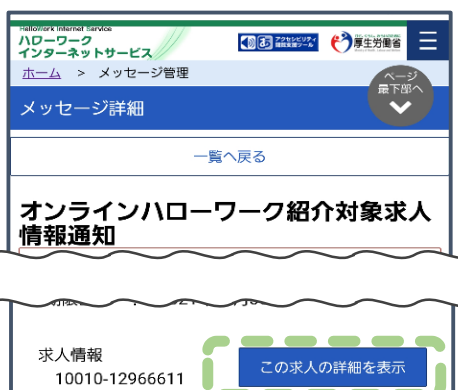 HelloWork Internet Service
ハローワーク
インターネットサービス
アクセシビリティ
閲覧支援ツール
厚生労働省
ホーム > メッセージ管理
ページ
最下部へ
メッセージ詳細
一覧へ戻る
オンラインハローワーク紹介対象求人
情報通知
求人情報
10010-12966611
この求人の詳細を表示